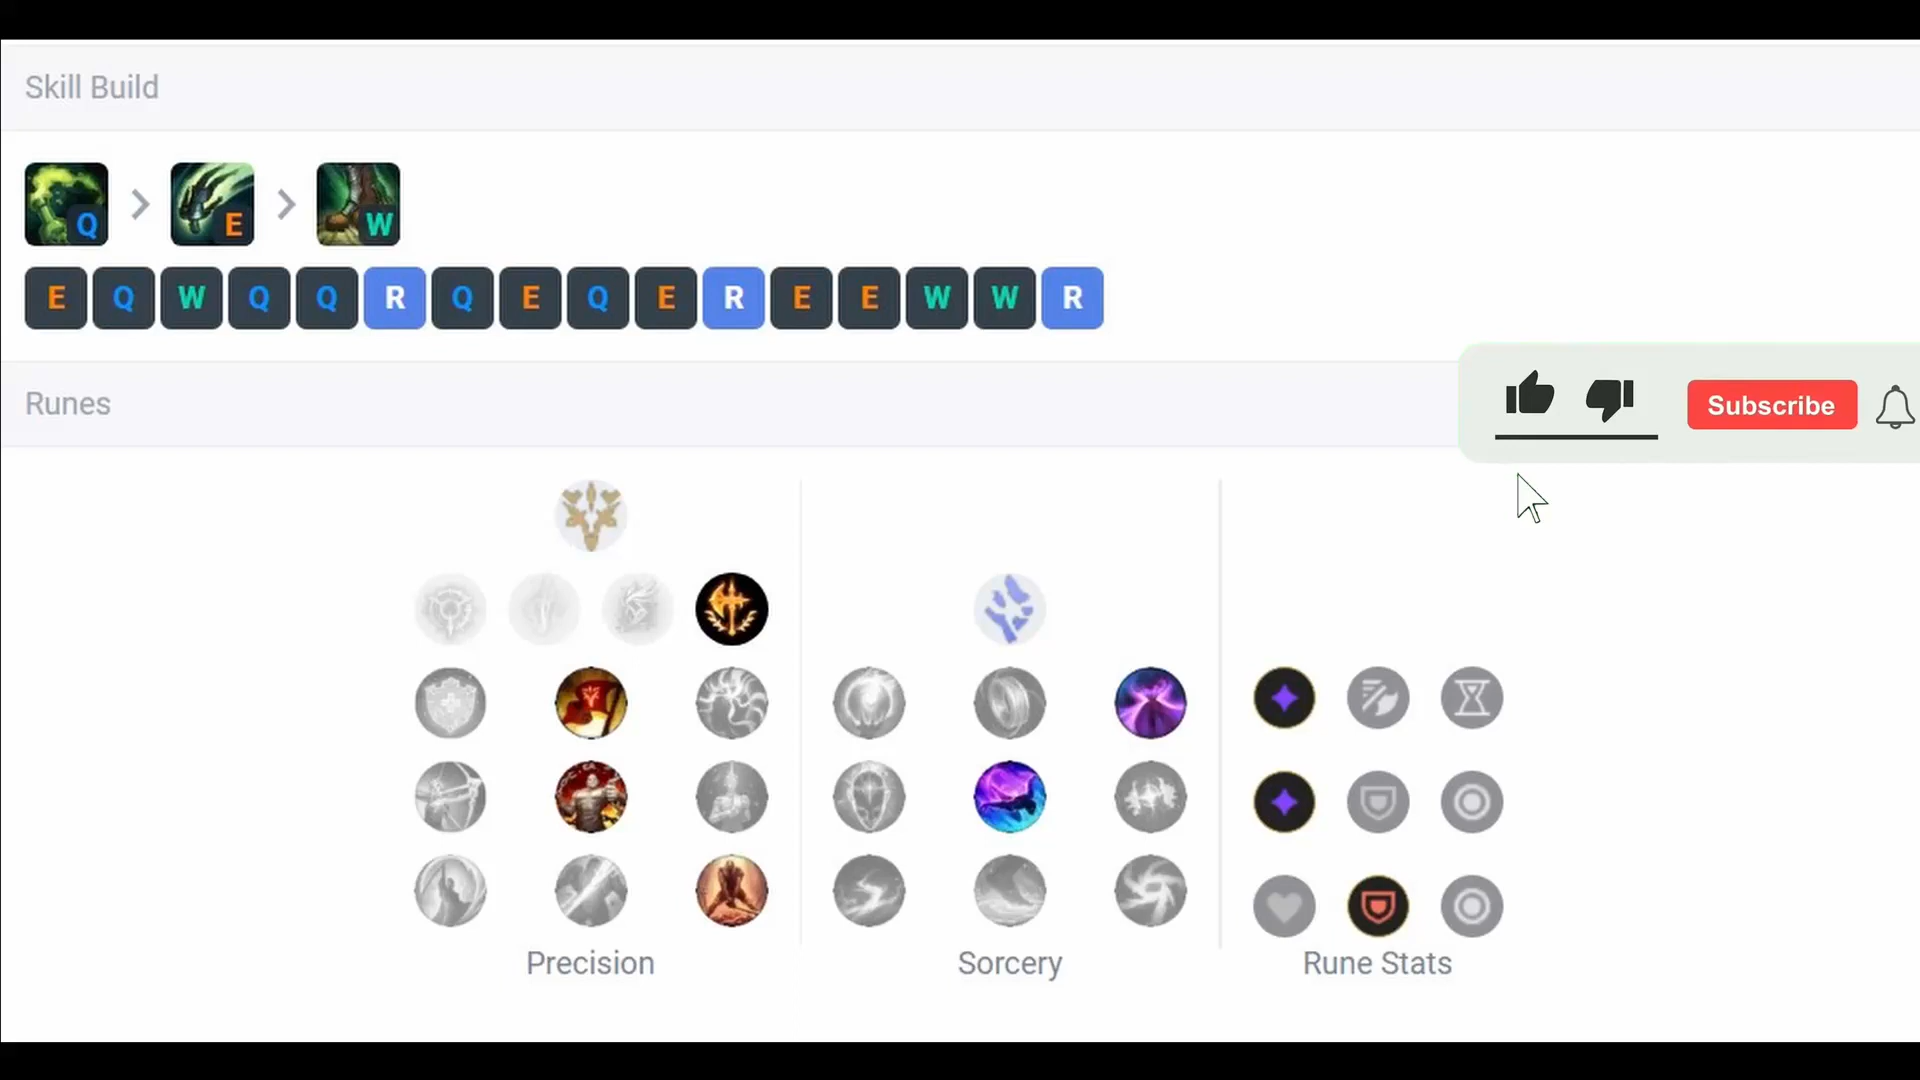 Skill Build
Q E W
E Q W Q Q R Q E Q E R E E W W R
Runes
Subscribe
Precision Sorcery Rune Stats